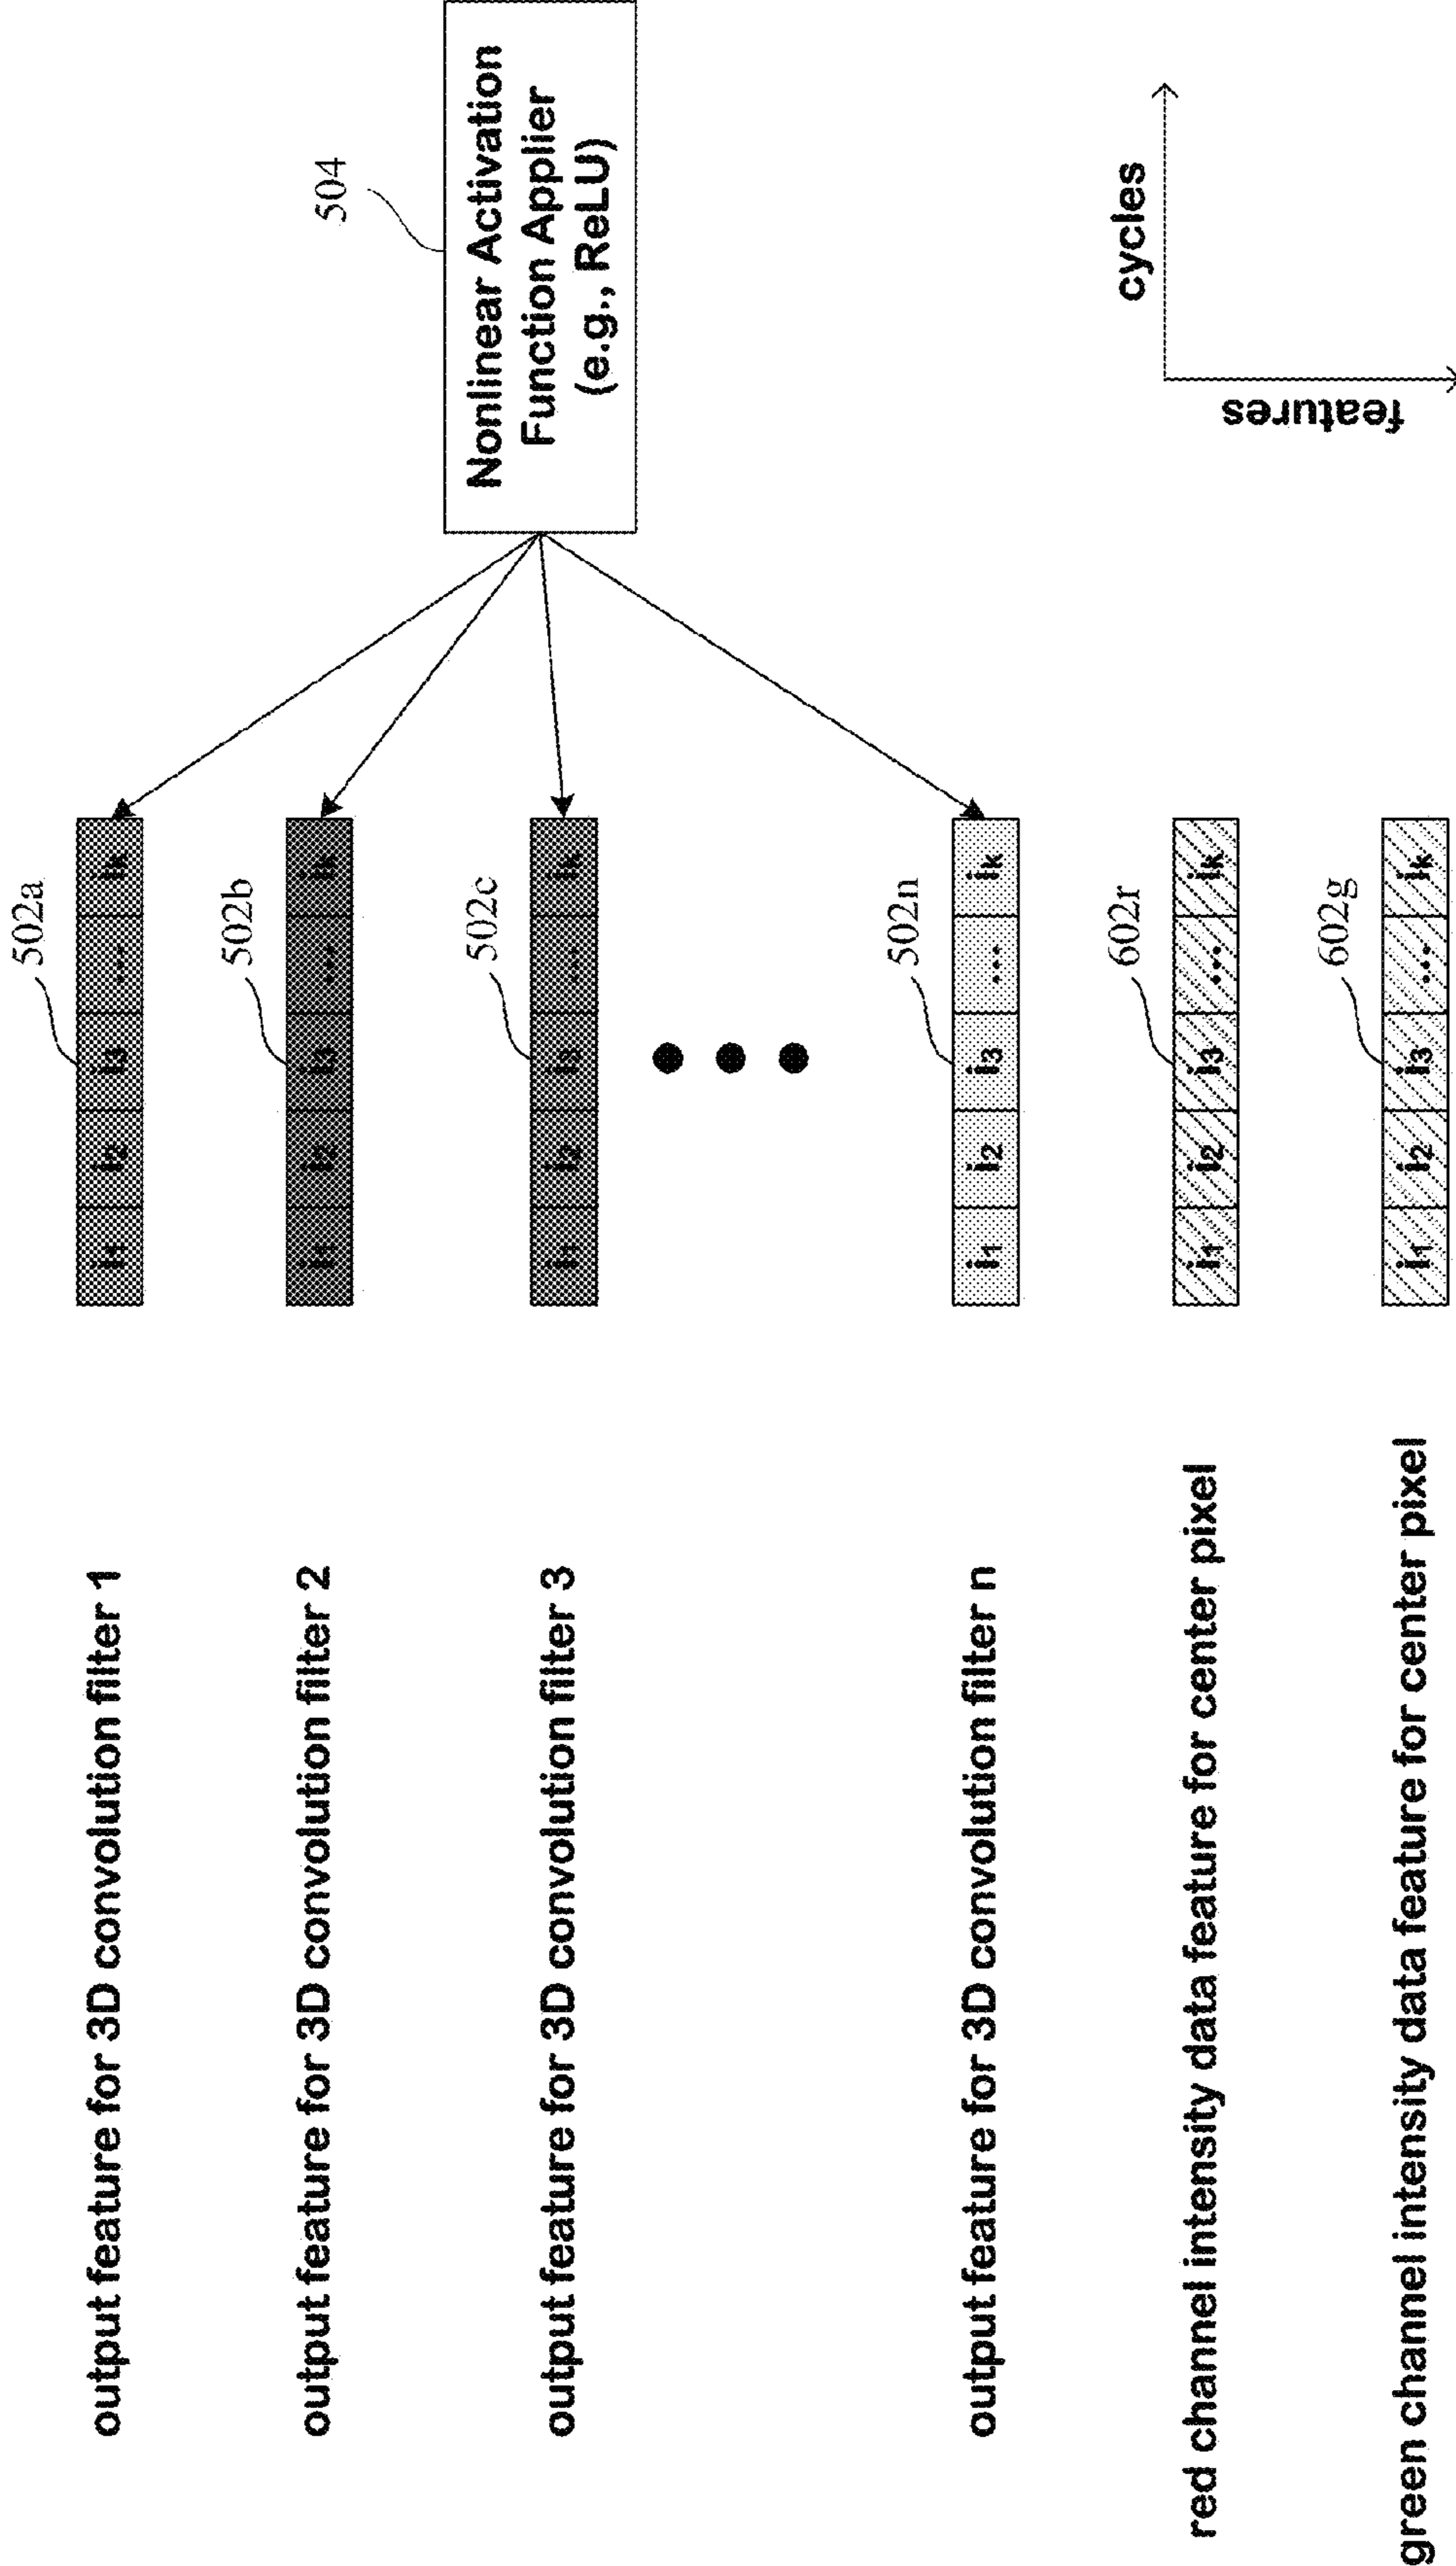 output feature for 3D convolution filter 1
502a
i1 i2 i3 ... ik
output feature for 3D convolution filter 2
502b
i1 i2 i3 ... ik
output feature for 3D convolution filter 3
502c
i1 i2 i3 ... ik
504
Nonlinear Activation
Function Applier
(e.g., ReLU)
output feature for 3D convolution filter n
502n
i1 i2 i3 ... ik
red channel intensity data feature for center pixel
602r
i1 i2 i3 ... ik
green channel intensity data feature for center pixel
602g
i1 i2 i3 ... ik
cycles
features